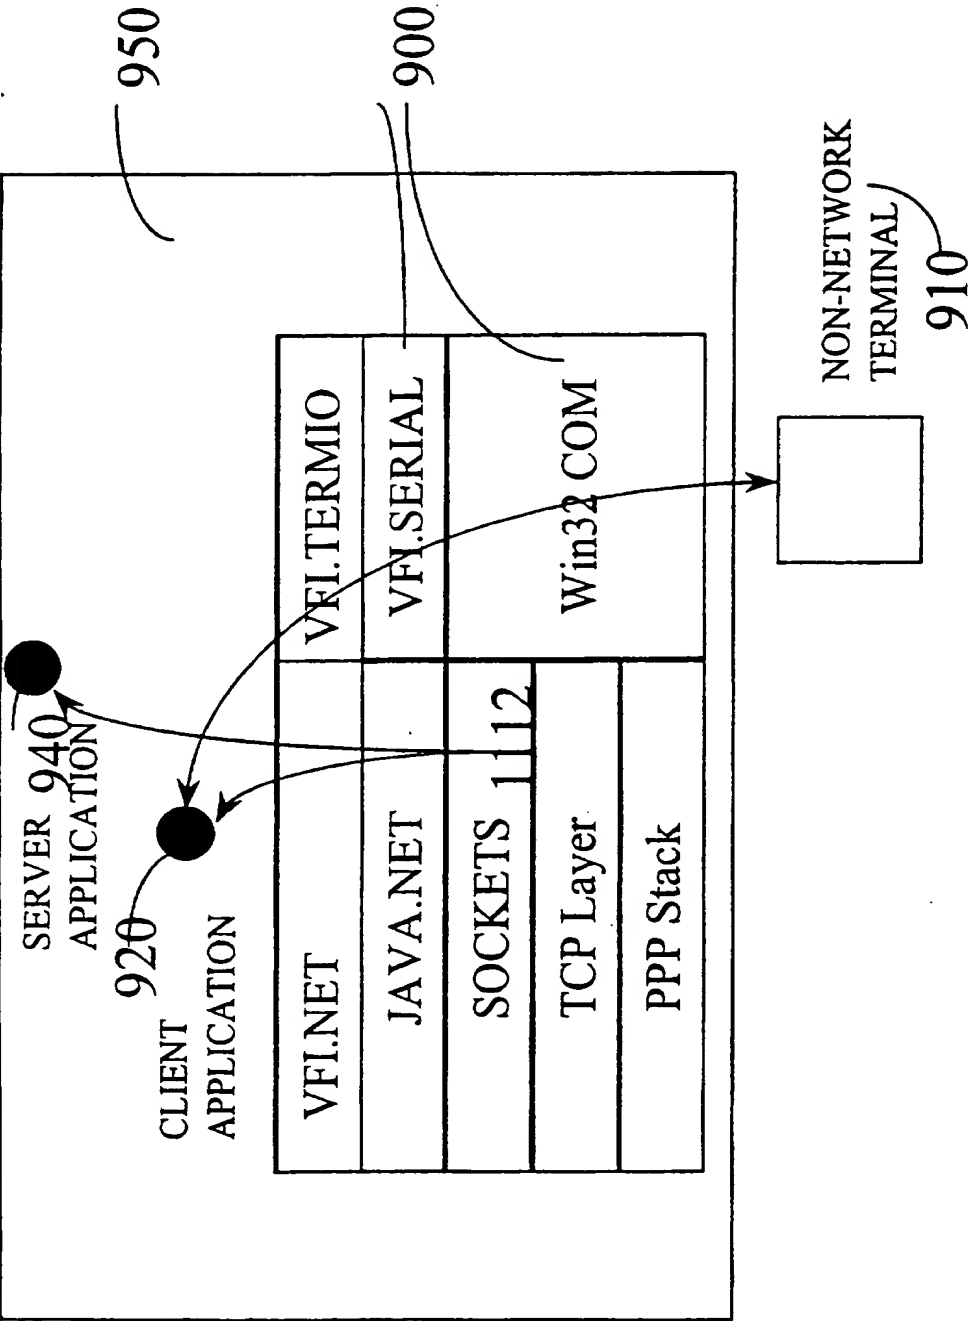 SERVER
APPLICATION
940
950
920
CLIENT
APPLICATION
VFI.NET
VFI.TERMIO
JAVA.NET
VFI.SERIAL
900
SOCKETS
1112
TCP Layer
Win32 COM
PPP Stack
NON-NETWORK
TERMINAL
910